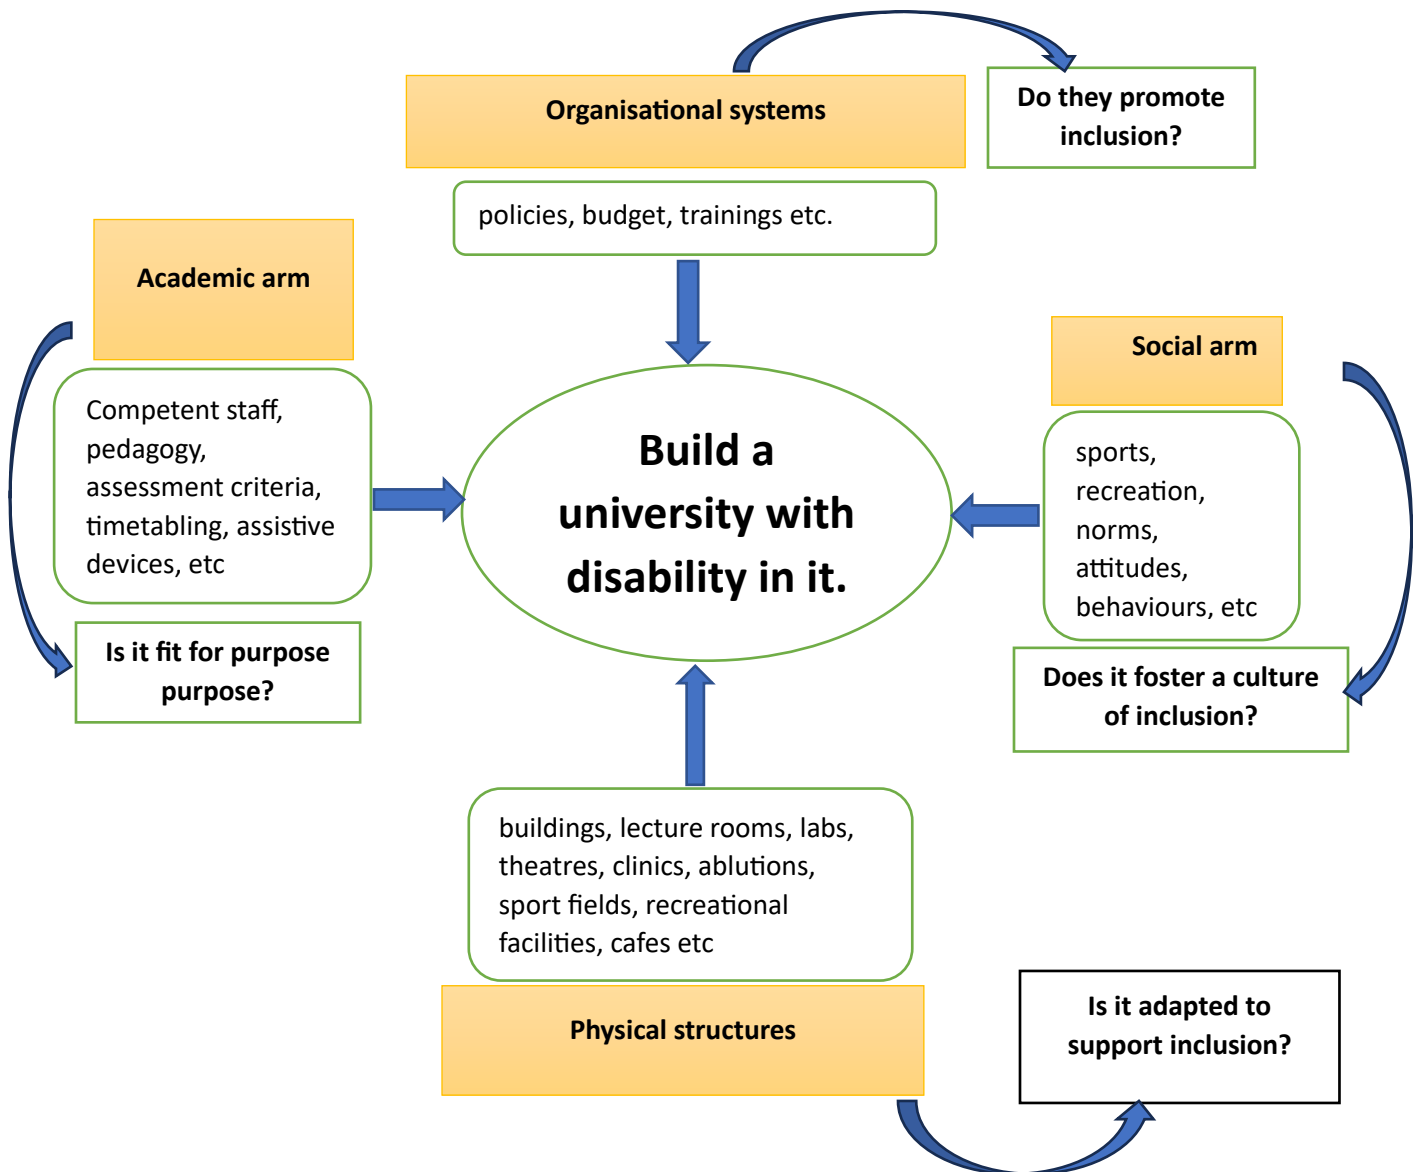 Organisational systems
Do they promote
inclusion?
policies, budget, trainings etc.
Academic arm
Competent staff,
pedagogy,
assessment criteria,
timetabling, assistive
devices, etc
Is it fit for purpose
purpose?
Build a
university with
disability in it.
Social arm
sports,
recreation,
norms,
attitudes,
behaviours, etc
Does it foster a culture
of inclusion?
buildings, lecture rooms, labs,
theatres, clinics, ablutions,
sport fields, recreational
facilities, cafes etc
Physical structures
Is it adapted to
support inclusion?